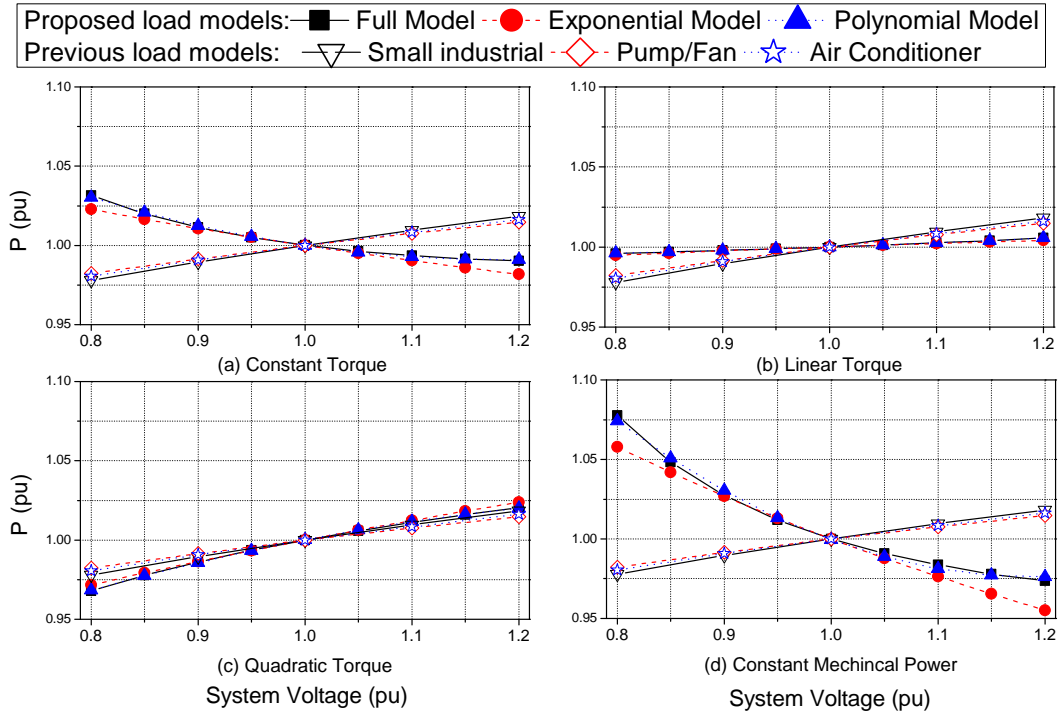 Proposed load models: Full Model Exponential Model Polynomial Model
Previous load models: Small industrial Pump/Fan Air Conditioner
P (pu)
1.10
1.05
1.00
0.95
0.8 0.9 1.0 1.1 1.2
(a) Constant Torque
1.10
1.05
1.00
0.95
0.8 0.9 1.0 1.1 1.2
(b) Linear Torque
P (pu)
1.10
1.05
1.00
0.95
0.8 0.9 1.0 1.1 1.2
(c) Quadratic Torque
System Voltage (pu)
1.10
1.05
1.00
0.95
0.8 0.9 1.0 1.1 1.2
(d) Constant Mechincal Power
System Voltage (pu)